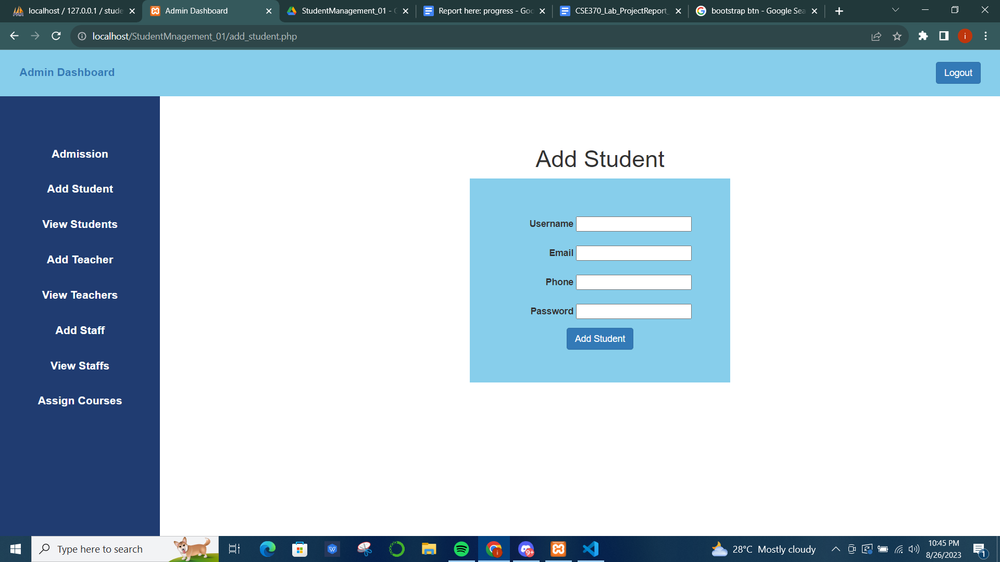 localhost / 127.0.0.1 / stude
Admin Dashboard
StudentManagement_01 - G
Report here: progress - Goo
CSE370_Lab_ProjectReport_
bootstrap btn - Google Sea
localhost/StudentMnagement_01/add_student.php
i
Admin Dashboard
Logout
Admission
Add Student
View Students
Add Teacher
View Teachers
Add Staff
View Staffs
Assign Courses
Add Student
Username
Email
Phone
Password
Add Student
Type here to search
9+
28°C Mostly cloudy
10:45 PM
8/26/2023
1